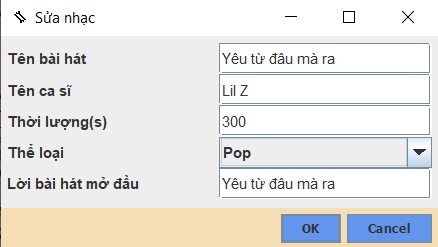 Sửa nhạc
Tên bài hát Yêu từ đâu mà ra
Tên ca sĩ Lil Z
Thời lượng(s) 300
Thể loại Pop
Lời bài hát mở đầu Yêu từ đâu mà ra
OK Cancel